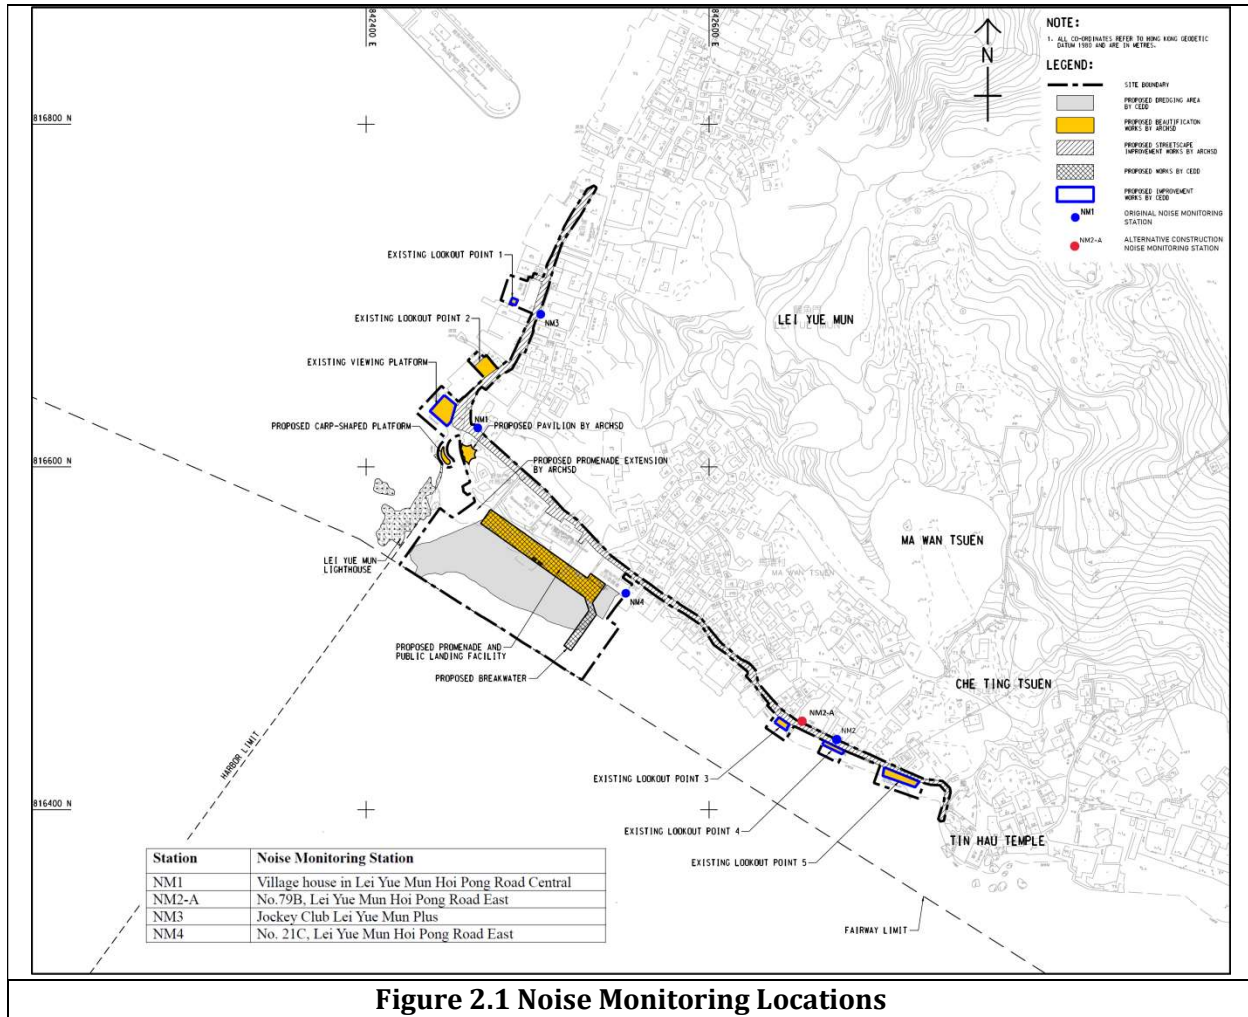 842400 E
842600 E
N
NOTE:
1. ALL CO-ORDINATES REFER TO HONG KONG GEODETIC
DATUM 1980 AND ARE IN METRES.
LEGEND:
SITE BOUNDARY
PROPOSED DREDGING AREA
BY CEDD
PROPOSED BEAUTIFICATON
WORKS BY ARCHSD
PROPOSED STREETSCAPE
IMPROVEMENT WORKS BY ARCHSD
PROPOSED WORKS BY CEDD
PROPOSED IMPROVEMENT
WORKS BY CEDD
NM1
ORIGINAL NOISE MONITORING
STATION
NM2-A
ALTERNATIVE CONSTRUCTION
NOISE MONITORING STATION
816800 N
EXISTING LOOKOUT POINT 1
EXISTING LOOKOUT POINT 2
NM3
LEI YUE MUN
LEI YUE MUN
EXISTING VIEWING PLATFORM
PROPOSED CARP-SHAPED PLATFORM
NM1
PROPOSED PAVILION BY ARCHSD
816600 N
PROPOSED PROMENADE EXTENSION
BY ARCHSD
LEI YUE MUN
LIGHTHOUSE
MA WAN TSUEN
MA WAN TSUEN
NM4
PROPOSED PROMENADE AND
PUBLIC LANDING FACILITY
PROPOSED BREAKWATER
CHE TING TSUEN
NM2-A
NM2
HARBOR LIMIT
EXISTING LOOKOUT POINT 3
816400 N
EXISTING LOOKOUT POINT 4
TIN HAU TEMPLE
EXISTING LOOKOUT POINT 5
FAIRWAY LIMIT
Station Noise Monitoring Station
NM1 Village house in Lei Yue Mun Hoi Pong Road Central
NM2-A No.79B, Lei Yue Mun Hoi Pong Road East
NM3 Jockey Club Lei Yue Mun Plus
NM4 No. 21C, Lei Yue Mun Hoi Pong Road East
Figure 2.1 Noise Monitoring Locations